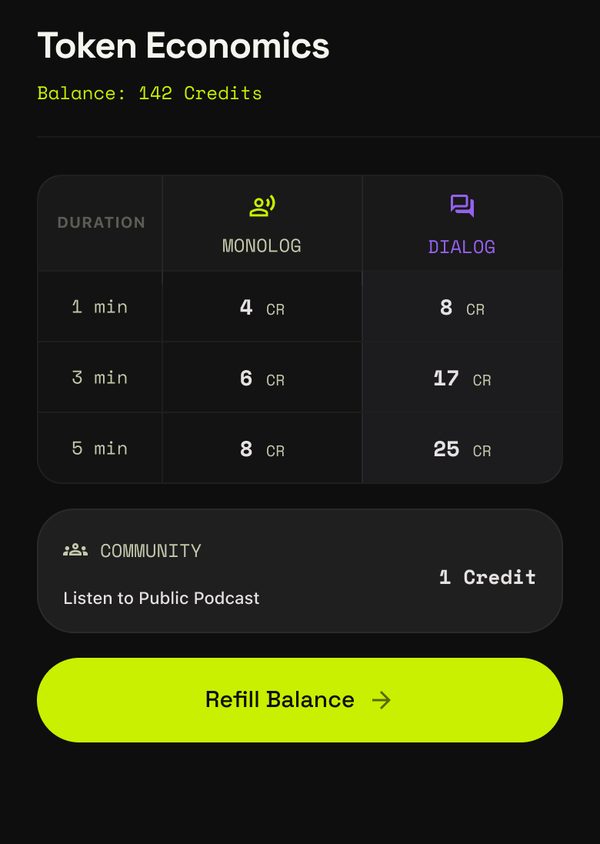 Token Economics
Balance: 142 Credits
DURATION
MONOLOG
DIALOG
1 min 4 CR 8 CR
3 min 6 CR 17 CR
5 min 8 CR 25 CR
COMMUNITY
Listen to Public Podcast
1 Credit
Refill Balance →